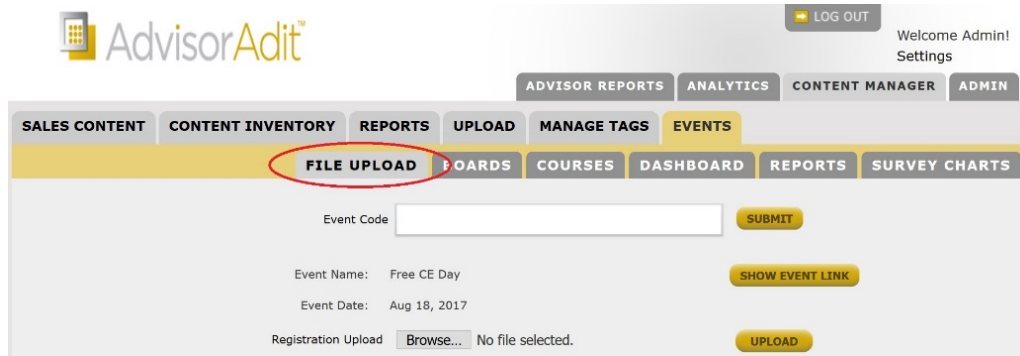 AdvisorAdit™
LOG OUT
Welcome Admin!
Settings
ADVISOR REPORTS ANALYTICS CONTENT MANAGER ADMIN
SALES CONTENT CONTENT INVENTORY REPORTS UPLOAD MANAGE TAGS EVENTS
FILE UPLOAD BOARDS COURSES DASHBOARD REPORTS SURVEY CHARTS
Event Code SUBMIT
Event Name: Free CE Day SHOW EVENT LINK
Event Date: Aug 18, 2017
Registration Upload Browse... No file selected. UPLOAD